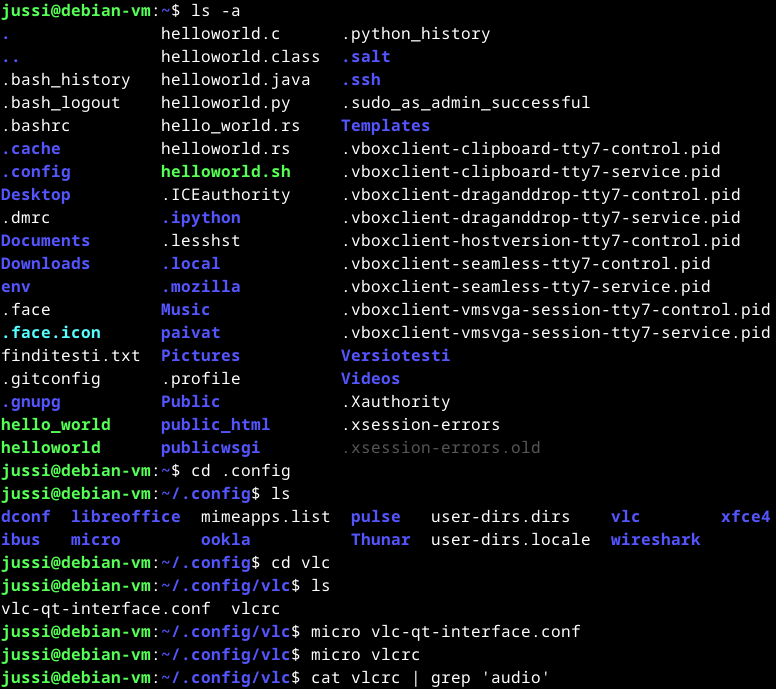 jussi@debian-vm:~$ ls -a
.                helloworld.c      .python_history
..               helloworld.class  .salt
.bash_history    helloworld.java   .ssh
.bash_logout     helloworld.py     .sudo_as_admin_successful
.bashrc          hello_world.rs    Templates
.cache           helloworld.rs     .vboxclient-clipboard-tty7-control.pid
.config          helloworld.sh     .vboxclient-clipboard-tty7-service.pid
Desktop          .ICEauthority     .vboxclient-draganddrop-tty7-control.pid
.dmrc            .ipython          .vboxclient-draganddrop-tty7-service.pid
Documents        .lesshst          .vboxclient-hostversion-tty7-control.pid
Downloads        .local            .vboxclient-seamless-tty7-control.pid
env              .mozilla          .vboxclient-seamless-tty7-service.pid
.face            Music             .vboxclient-vmsvga-session-tty7-control.pid
.face.icon       paivat            .vboxclient-vmsvga-session-tty7-service.pid
finditesti.txt   Pictures          Versiotesti
.gitconfig       .profile          Videos
.gnupg           Public            .Xauthority
hello_world      public_html       .xsession-errors
helloworld       publicwsgi        .xsession-errors.old
jussi@debian-vm:~$ cd .config
jussi@debian-vm:~/.config$ ls
dconf  libreoffice  mimeapps.list  pulse   user-dirs.dirs    vlc        xfce4
ibus   micro        ookla          Thunar  user-dirs.locale  wireshark
jussi@debian-vm:~/.config$ cd vlc
jussi@debian-vm:~/.config/vlc$ ls
vlc-qt-interface.conf  vlcrc
jussi@debian-vm:~/.config/vlc$ micro vlc-qt-interface.conf
jussi@debian-vm:~/.config/vlc$ micro vlcrc
jussi@debian-vm:~/.config/vlc$ cat vlcrc | grep 'audio'